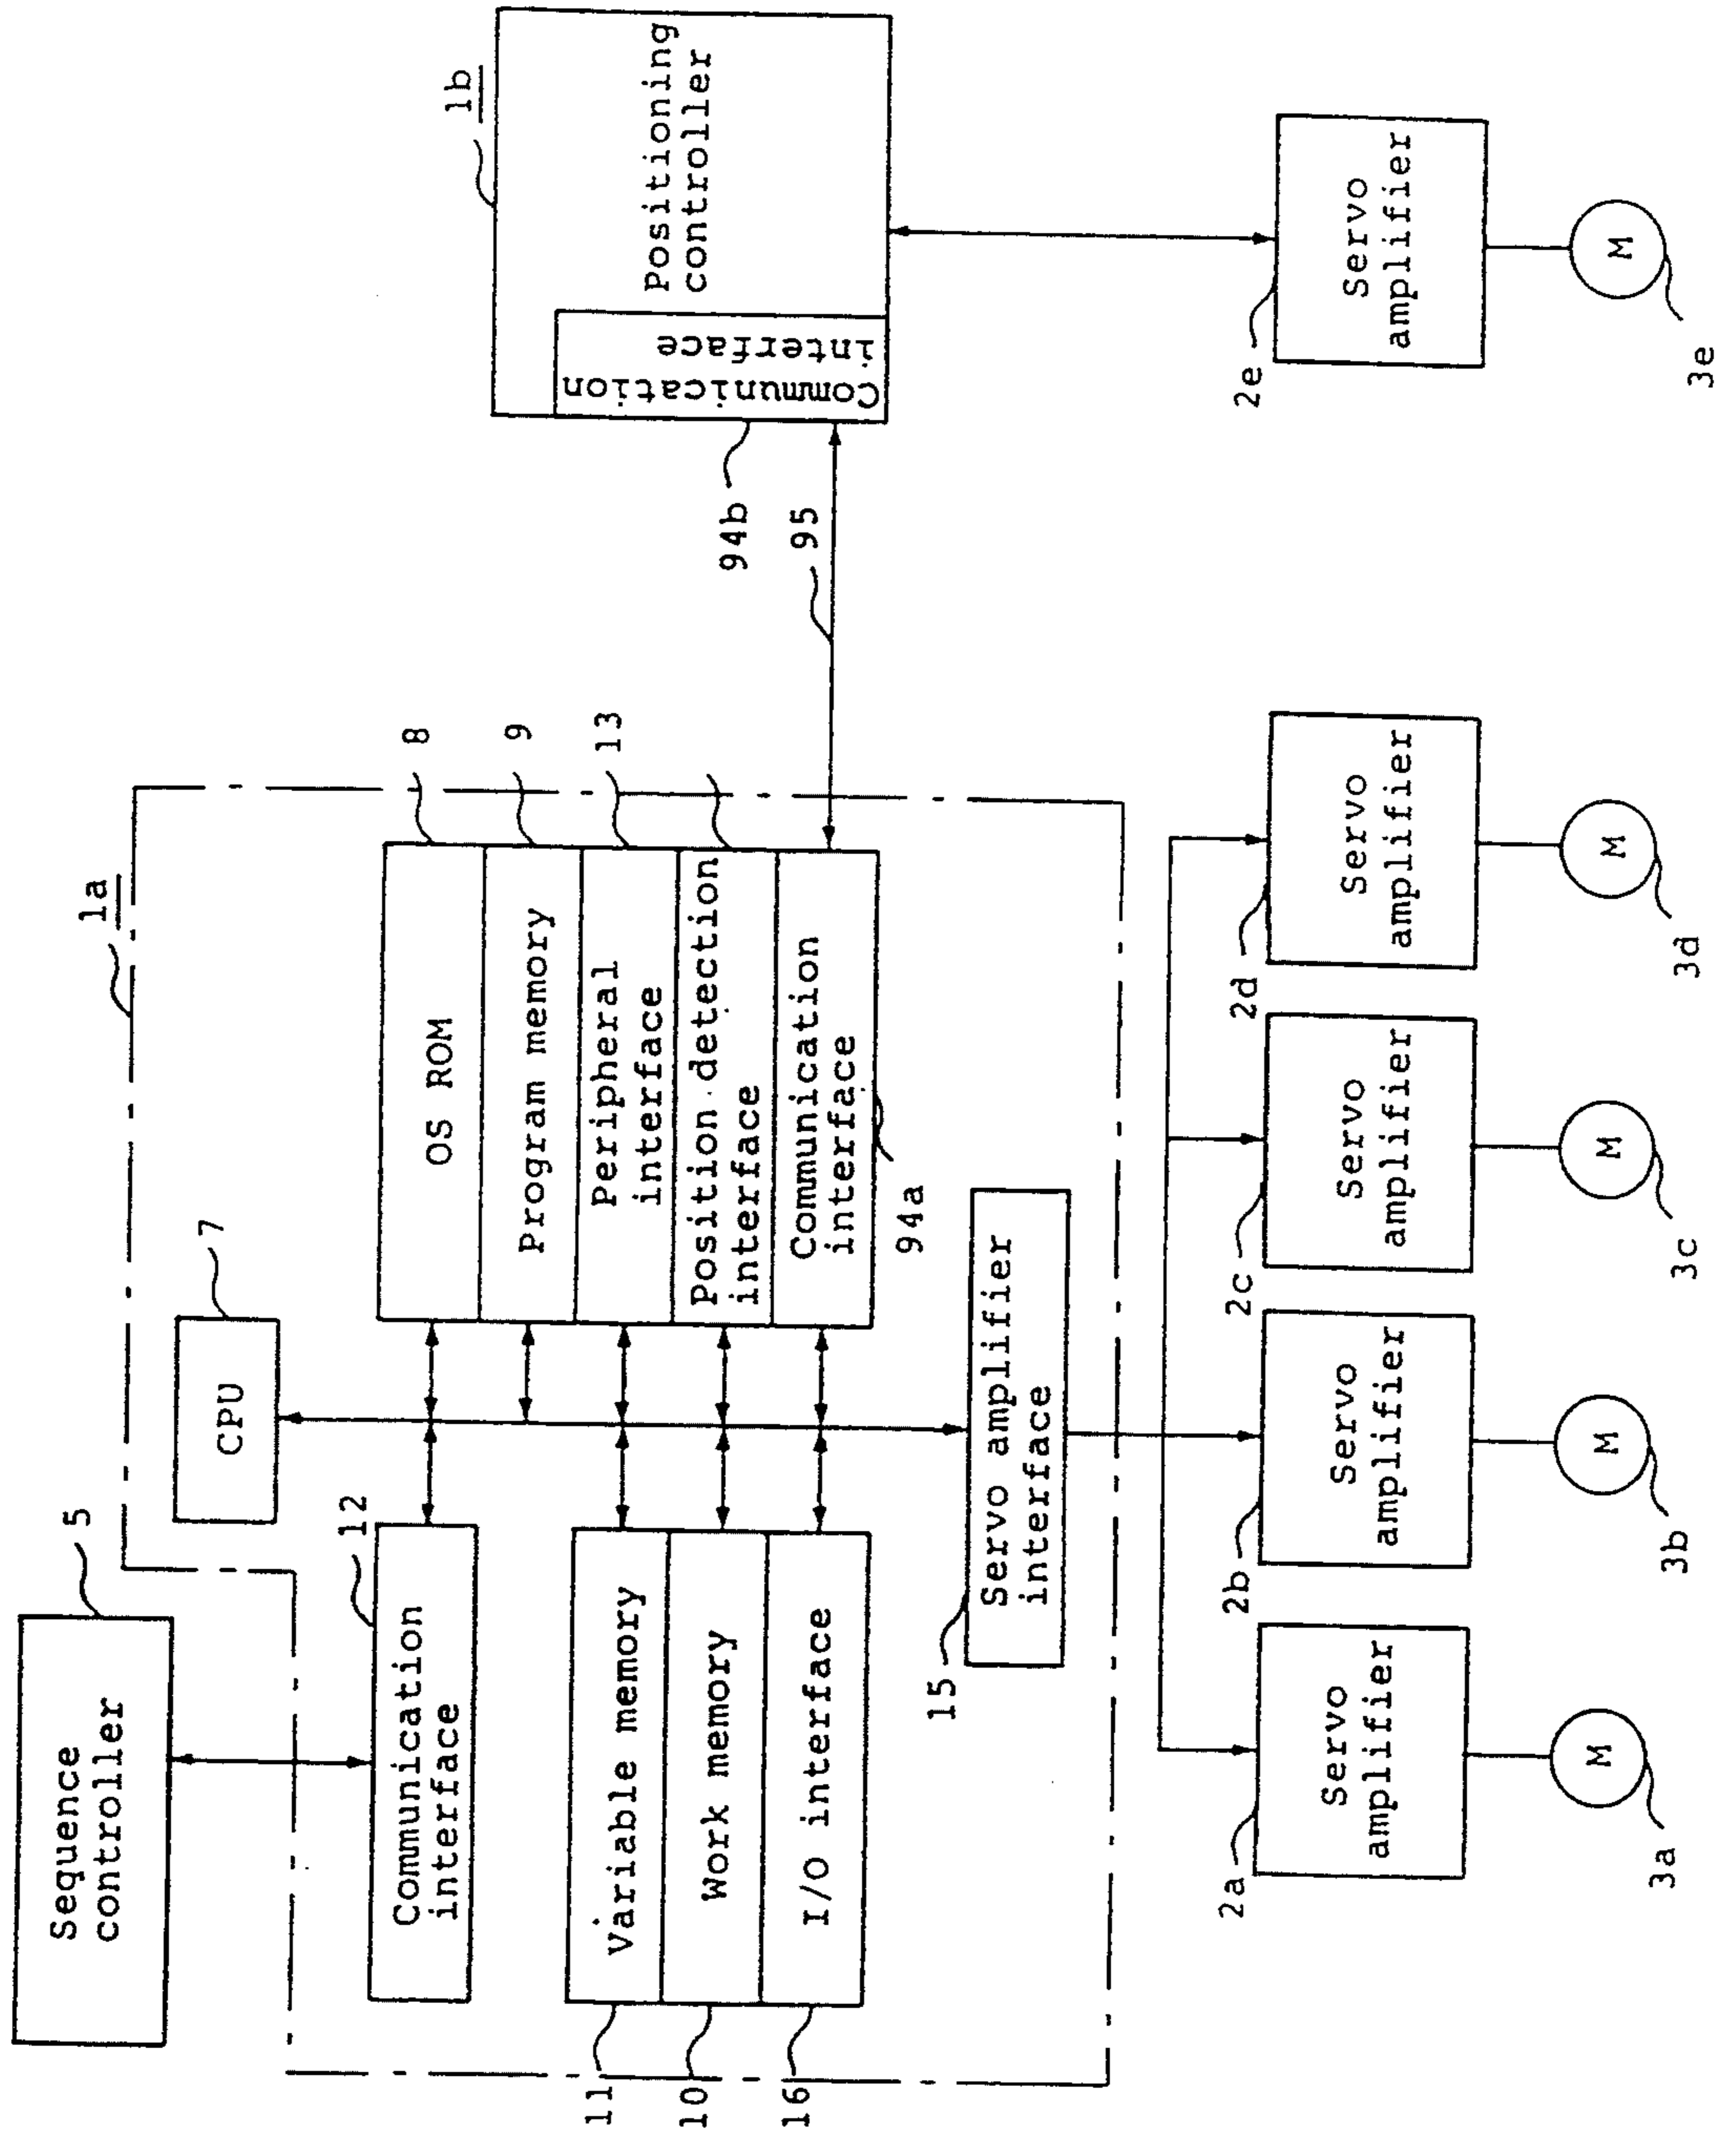 5
Sequence
controller
1a
7
CPU
12
Communication
interface
8
OS ROM
9
Program memory
13
Peripheral
interface
Position detection
interface
Communication
interface
94a
11
Variable memory
10
Work memory
16
I/O interface
15
Servo amplifier
interface
95
1b
Positioning
controller
Communication
interface
94b
2a
Servo
amplifier
M
3a
2b
Servo
amplifier
M
3b
2c
Servo
amplifier
M
3c
2d
Servo
amplifier
M
3d
2e
Servo
amplifier
M
3e